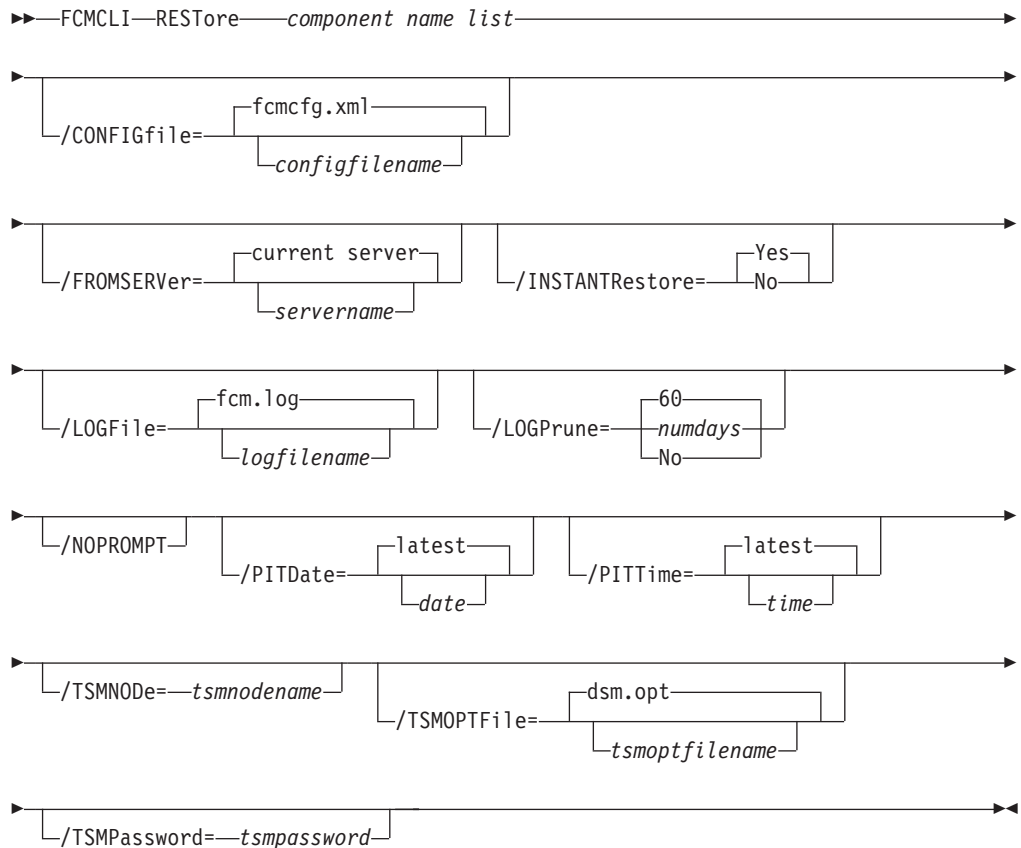 FCMCLI RESTore component name list
fcmcfg.xml
/CONFIGfile=
configfilename
current server Yes
/FROMSERVer= /INSTANTRestore= No
servername
fcm.log 60
/LOGFile= /LOGPrune= numdays
logfilename No
/NOPROMPT latest latest
/PITDate= /PITTime=
date time
/TSMNODe= tsmnodename dsm.opt
/TSMOPTFile=
tsmoptfilename
/TSMPassword= tsmpassword